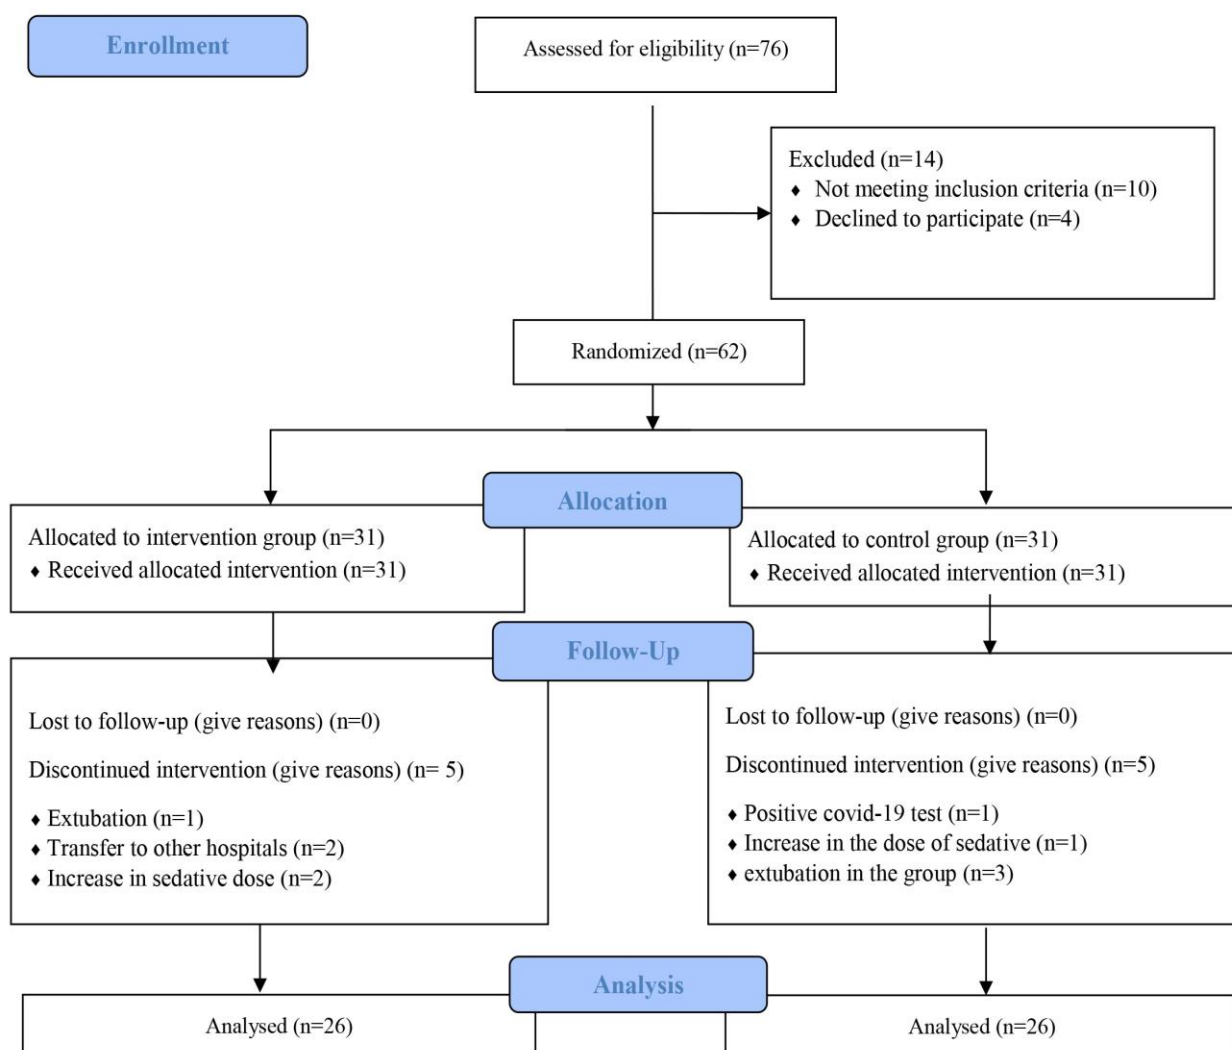 Enrollment
Assessed for eligibility (n=76)
Excluded (n=14)
♦ Not meeting inclusion criteria (n=10)
♦ Declined to participate (n=4)
Randomized (n=62)
Allocation
Allocated to intervention group (n=31)
♦ Received allocated intervention (n=31)
Allocated to control group (n=31)
♦ Received allocated intervention (n=31)
Follow-Up
Lost to follow-up (give reasons) (n=0)
Discontinued intervention (give reasons) (n= 5)
♦ Extubation (n=1)
♦ Transfer to other hospitals (n=2)
♦ Increase in sedative dose (n=2)
Lost to follow-up (give reasons) (n=0)
Discontinued intervention (give reasons) (n=5)
♦ Positive covid-19 test (n=1)
♦ Increase in the dose of sedative (n=1)
♦ extubation in the group (n=3)
Analysis
Analysed (n=26)
Analysed (n=26)